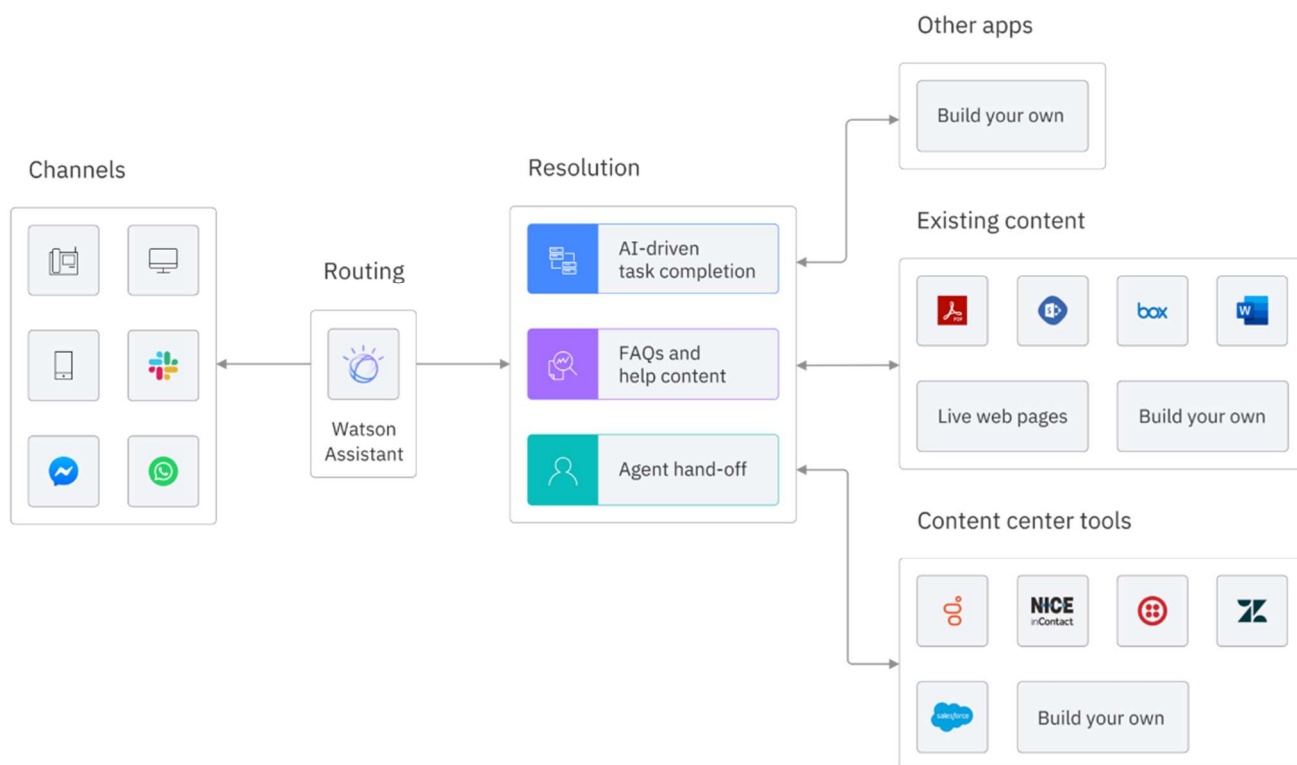 Other apps
Build your own
Channels
Resolution
AI-driven
task completion
Existing content
Routing
PDF
S
box
W
FAQs and
help content
Watson
Assistant
Live web pages
Build your own
Agent hand-off
Content center tools
NICE
inContact
salesforce
Build your own